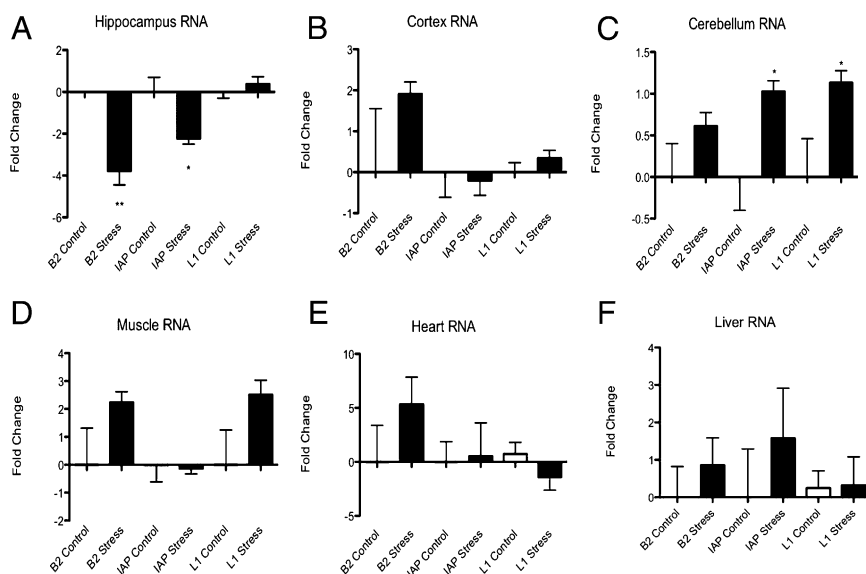 A
Hippocampus RNA
Fold Change
2
0
-2
-4
-6
**
*
B2 Control
B2 Stress
IAP Control
IAP Stress
L1 Control
L1 Stress
B
Cortex RNA
Fold Change
3
2
1
0
-1
B2 Control
B2 Stress
IAP Control
IAP Stress
L1 Control
L1 Stress
C
Cerebellum RNA
Fold Change
1.5
1.0
0.5
0.0
-0.5
*
*
B2 Control
B2 Stress
IAP Control
IAP Stress
L1 Control
L1 Stress
D
Muscle RNA
Fold Change
4
3
2
1
0
-1
-2
B2 Control
B2 Stress
IAP Control
IAP Stress
L1 Control
L1 Stress
E
Heart RNA
Fold Change
10
5
0
-5
B2 Control
B2 Stress
IAP Control
IAP Stress
L1 Control
L1 Stress
F
Liver RNA
Fold Change
4
3
2
1
0
B2 Control
B2 Stress
IAP Control
IAP Stress
L1 Control
L1 Stress